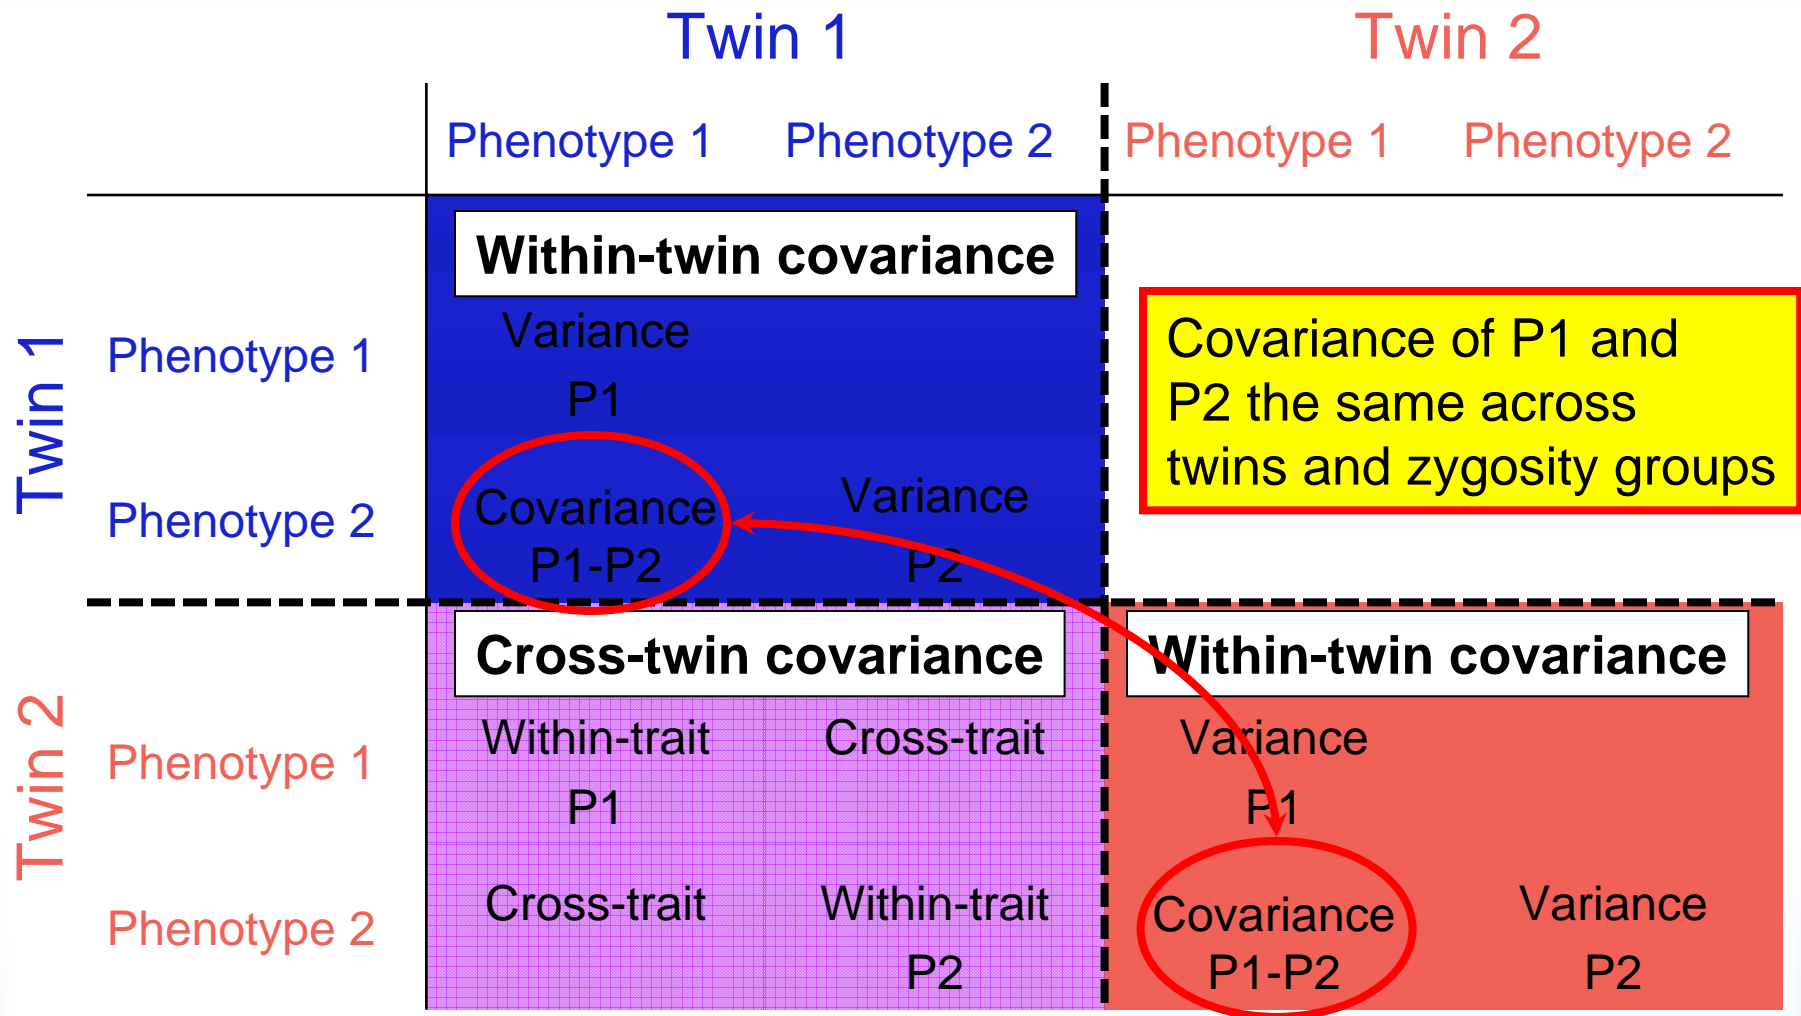 Twin 1
Twin 2
Phenotype 1
Phenotype 2
Phenotype 1
Phenotype 2
Twin 1
Phenotype 1
Phenotype 2
Within-twin covariance
Variance
P1
Covariance
P1-P2
Variance
P2
Covariance of P1 and
P2 the same across
twins and zygosity groups
Twin 2
Phenotype 1
Phenotype 2
Cross-twin covariance
Within-trait
P1
Cross-trait
Cross-trait
Within-trait
P2
Within-twin covariance
Variance
P1
Covariance
P1-P2
Variance
P2